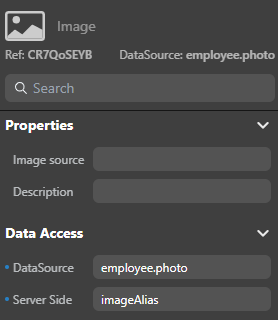 Image
Ref: CR7QoSEYB DataSource: employee.photo
Search
Properties
Image source
Description
Data Access
DataSource employee.photo
Server Side imageAlias